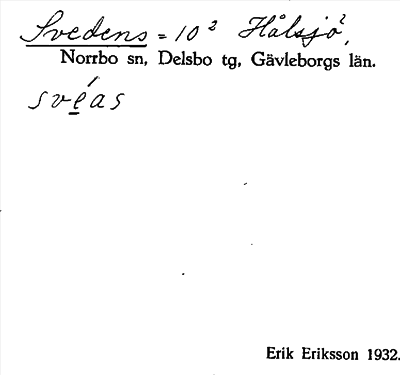 Svedens = 10² Hålsjö²,
Norrbo sn, Delsbo tg, Gävleborgs län.
svéas
Erik Eriksson 1932.